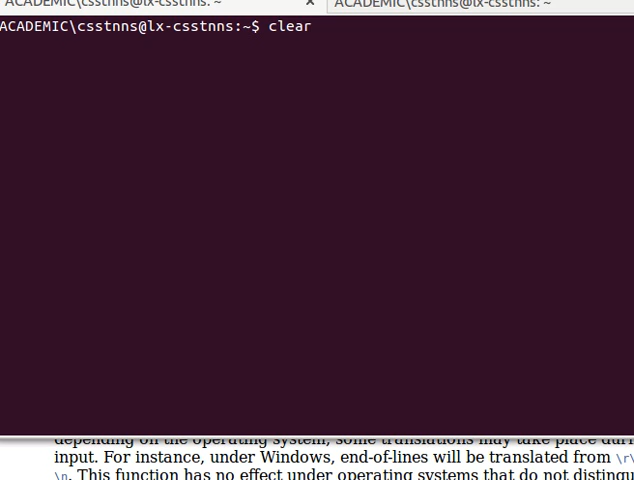 ACADEMIC\csstnns@lx-csstnns: ~ × ACADEMIC\csstnns@lx-csstnns: ~
ACADEMIC\csstnns@lx-csstnns:~$ clear
depending on the operating system, some translations may take place
input. For instance, under Windows, end-of-lines will be translated from \r\
\n. This function has no effect under operating systems that do not